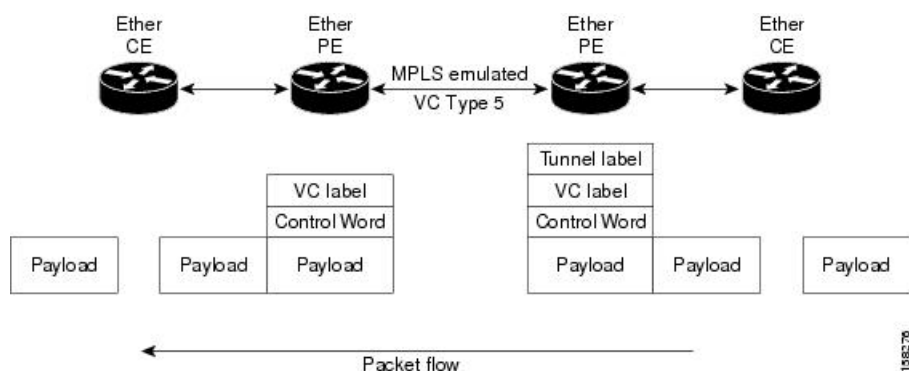 Ether
CE
Ether
PE
Ether
PE
Ether
CE
MPLS emulated
VC Type 5
Tunnel label
VC label
VC label
Control Word
Control Word
Payload
Payload
Payload
Payload
Payload
Payload
Packet flow
158276